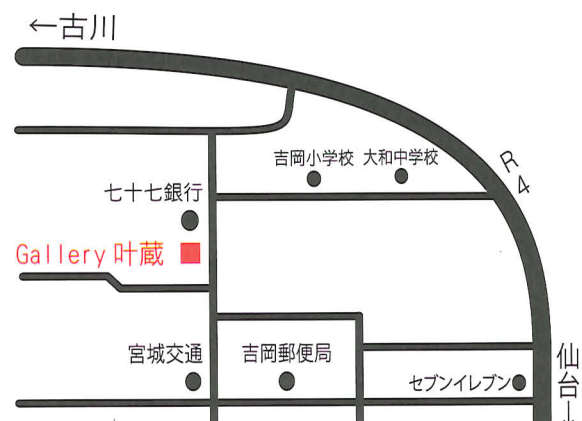 ←古川
吉岡小学校
大和中学校
R4
七十七銀行
Gallery 叶蔵
宮城交通
吉岡郵便局
セブンイレブン
仙台→